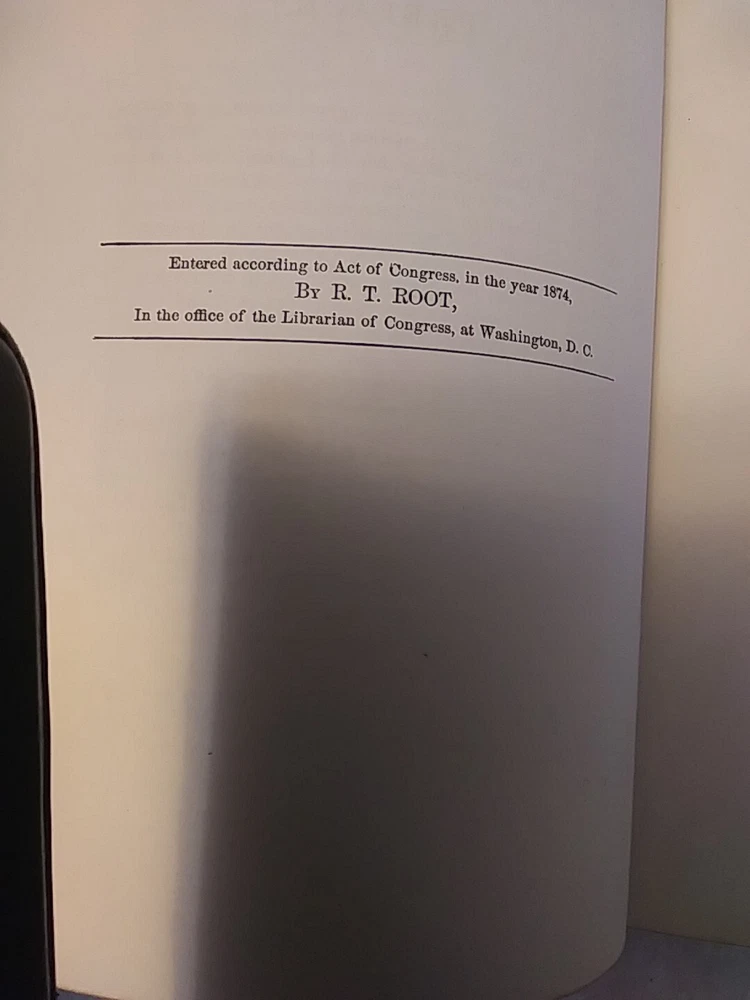 Entered according to Act of Congress, in the year 1874,
By R. T. ROOT,
In the office of the Librarian of Congress, at Washington, D. C.